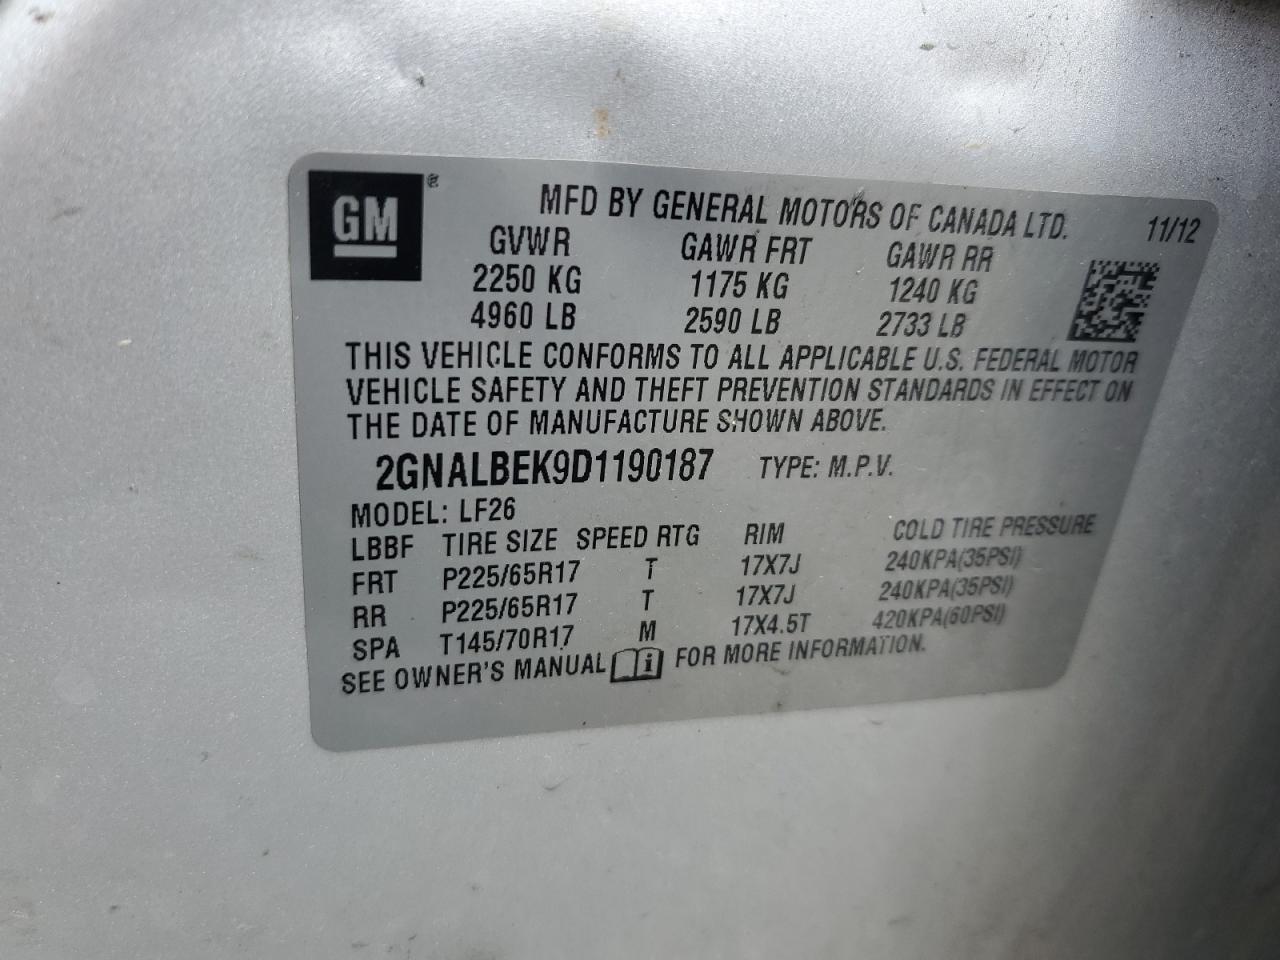 GM ®
MFD BY GENERAL MOTORS OF CANADA LTD. 11/12
GVWR GAWR FRT GAWR RR
2250 KG 1175 KG 1240 KG
4960 LB 2590 LB 2733 LB
THIS VEHICLE CONFORMS TO ALL APPLICABLE U.S. FEDERAL MOTOR
VEHICLE SAFETY AND THEFT PREVENTION STANDARDS IN EFFECT ON
THE DATE OF MANUFACTURE SHOWN ABOVE.
2GNALBEK9D1190187 TYPE: M.P.V.
MODEL: LF26
LBBF TIRE SIZE SPEED RTG RIM COLD TIRE PRESSURE
FRT P225/65R17 T 17X7J 240KPA(35PSI)
RR P225/65R17 T 17X7J 240KPA(35PSI)
SPA T145/70R17 M 17X4.5T 420KPA(60PSI)
SEE OWNER'S MANUAL i FOR MORE INFORMATION.